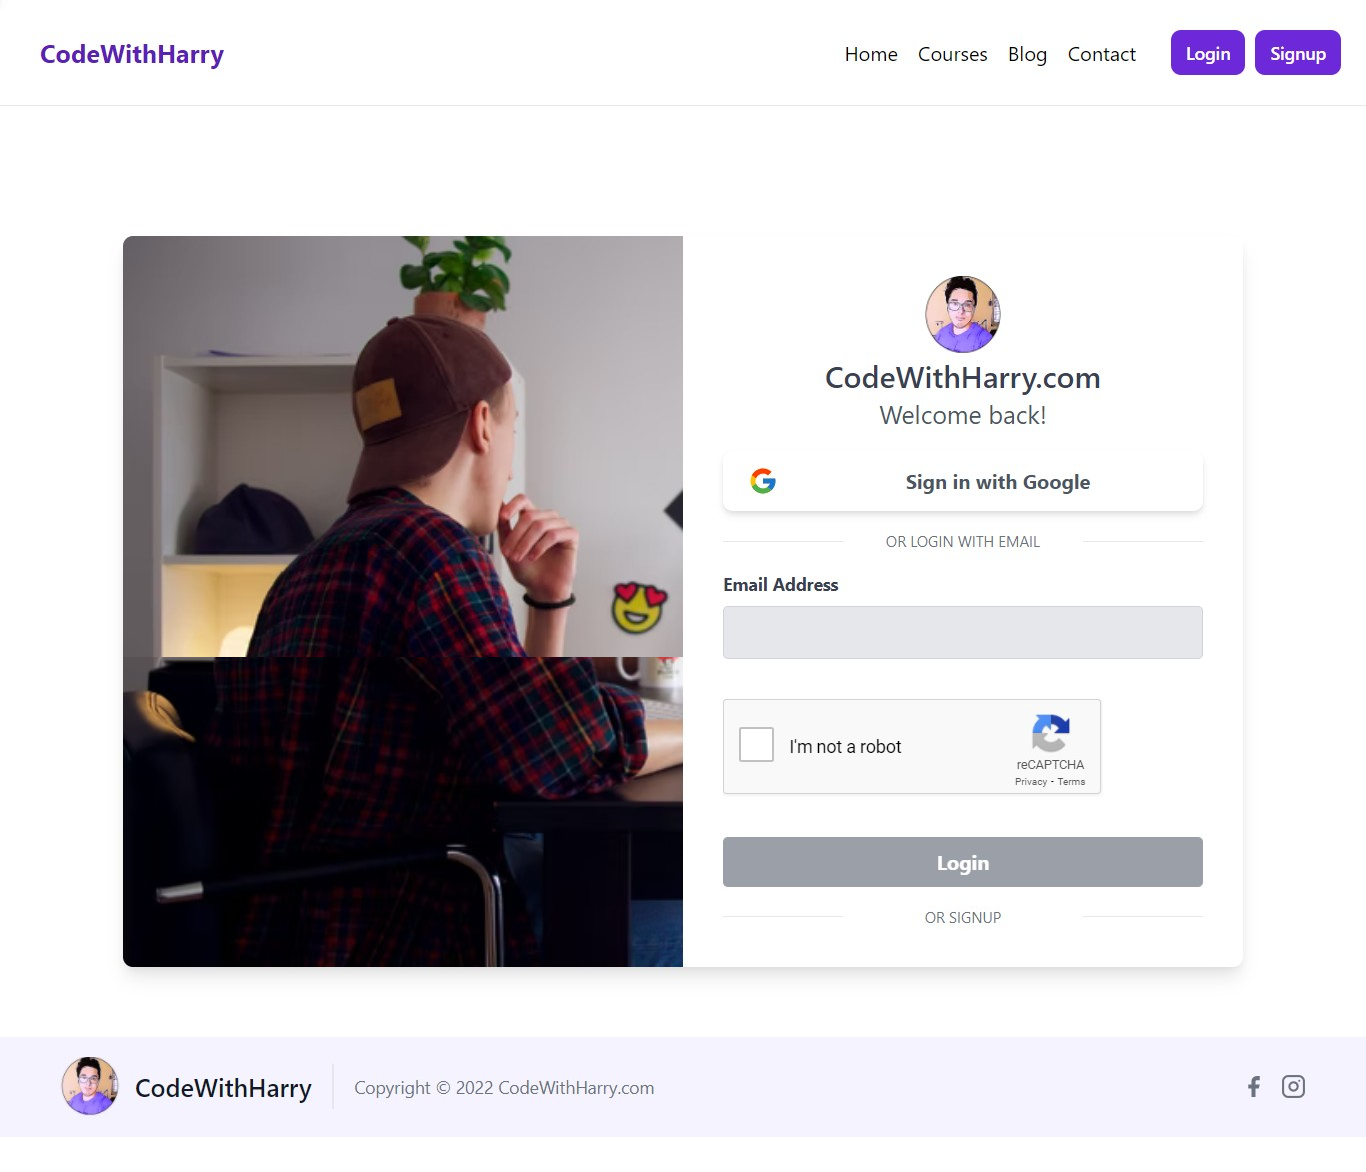 CodeWithHarry
Home Courses Blog Contact Login Signup
CodeWithHarry.com
Welcome back!
Sign in with Google
OR LOGIN WITH EMAIL
Email Address
I'm not a robot
reCAPTCHA
Privacy - Terms
Login
OR SIGNUP
CodeWithHarry
Copyright © 2022 CodeWithHarry.com